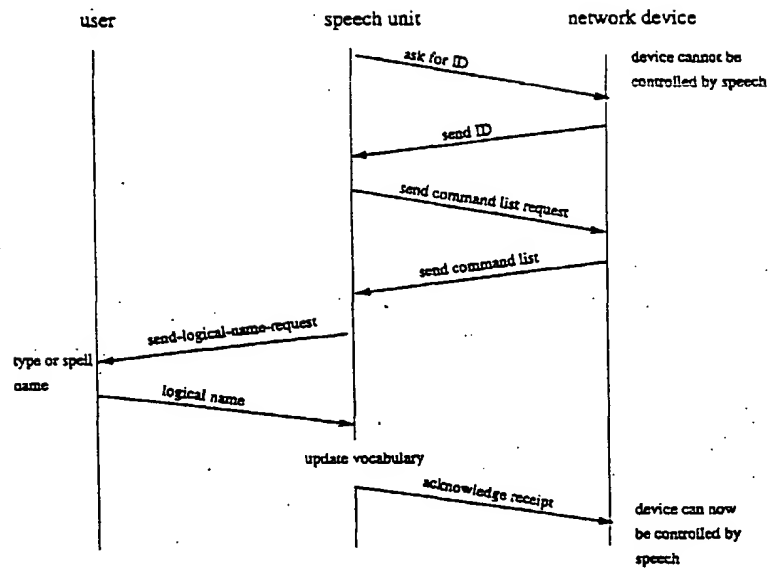 user speech unit network device
ask for ID
device cannot be
controlled by speech
send ID
send command list request
send command list
send-logical-name-request
type or spell
name
logical name
update vocabulary
acknowledge receipt
device can now
be controlled by
speech